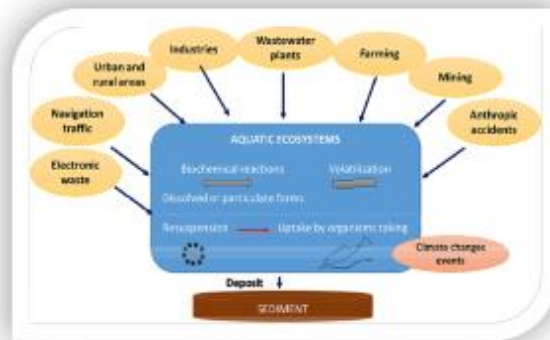 Wastewater
plants
Industries
Farming
Urban and
rural areas
Mining
Navigation
traffic
Anthropic
accidents
Electronic
waste
AQUATIC ECOSYSTEMS
Biochemical reactions
Volatilisation
Dissolved or particulate forms
Resuspension
Uptake by organisms taking
Climate changes
events
Deposit
SEDIMENT